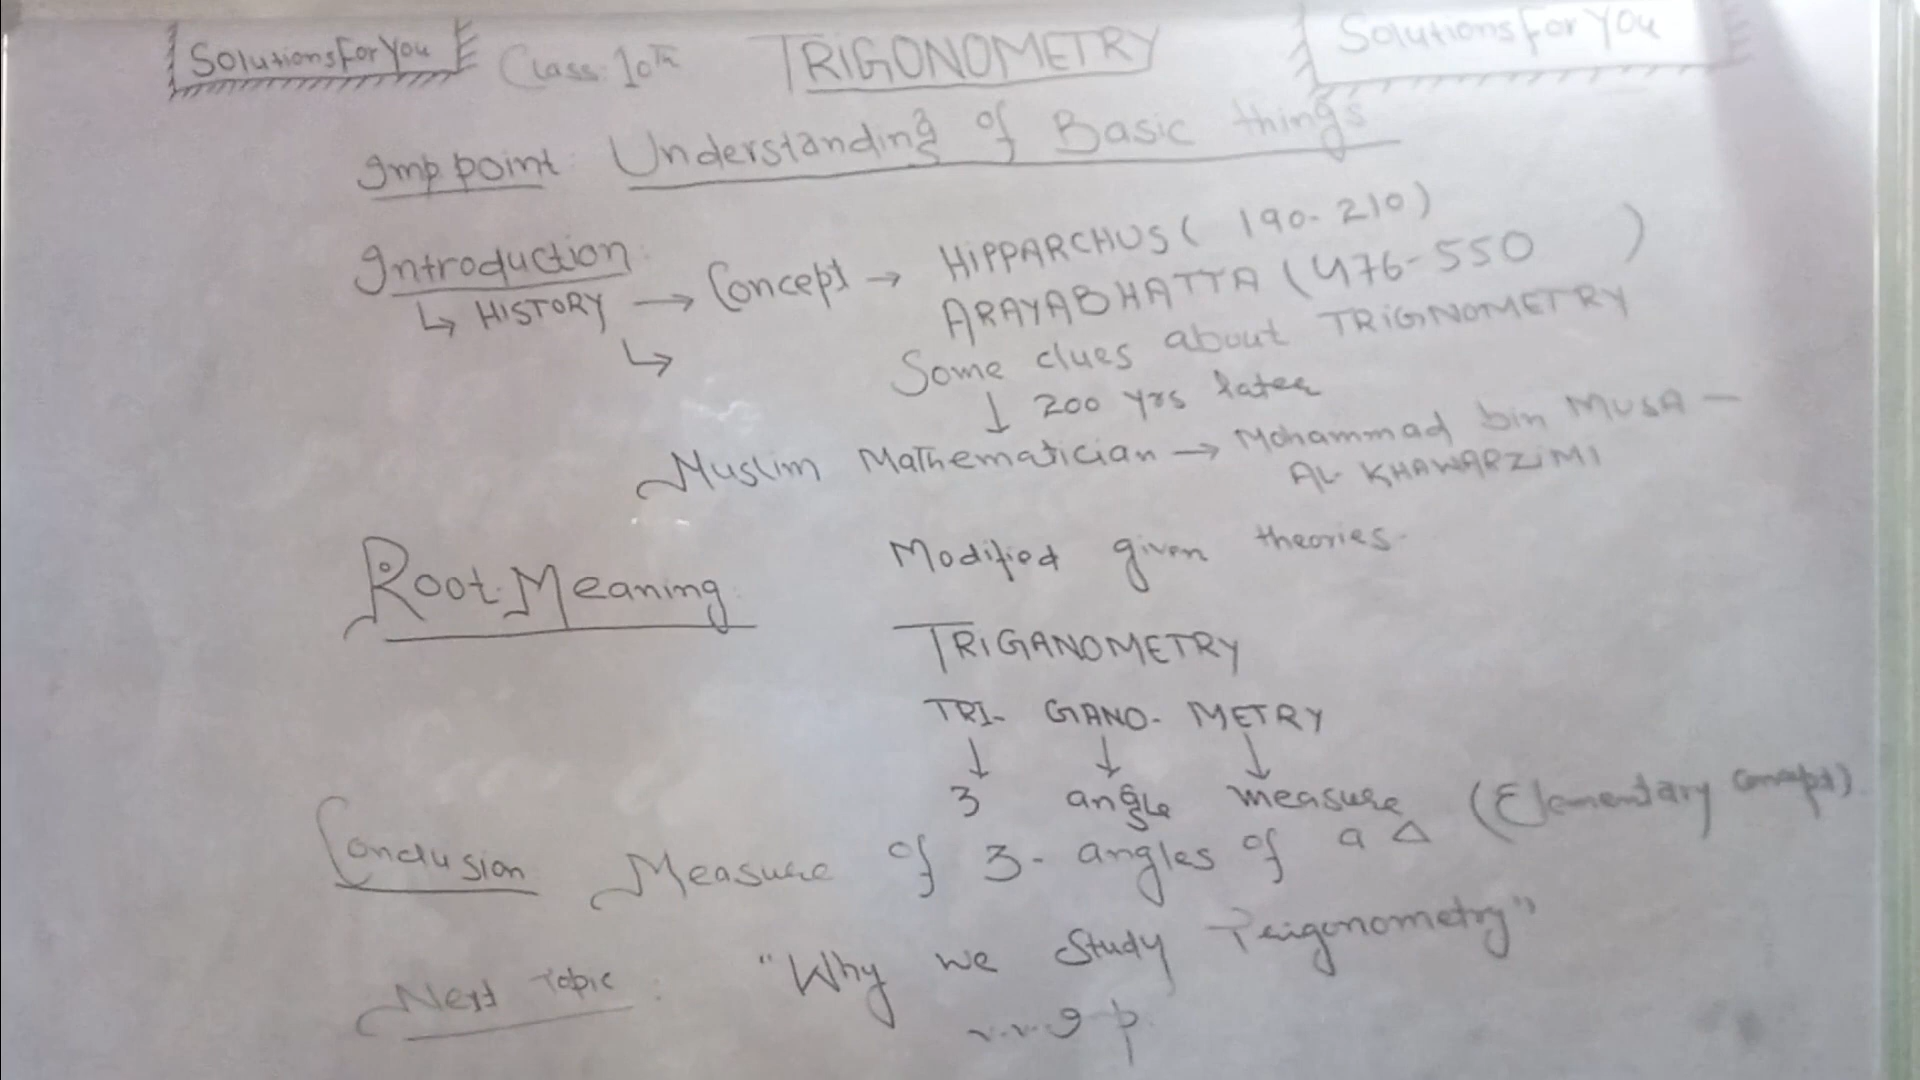 SolutionsForYou Class 10Th TRIGONOMETRY SolutionsforYou
Imp point: Understanding of Basic things
Introduction:
↳ HISTORY → Concept → HIPPARCHUS ( 190-210)
ARAYABHATTA (476-550 )
↳ Some clues about TRIGNOMETRY
↓ 200 yrs later
Muslim Mathematician → Mohammad bin MUSA -
AL KHAWARZIMI
Modified given theories.
Root Meaning
TRIGANOMETRY
TRI- GANO- METRY
↓ ↓ ↓
3 angle measure (Elementary concept)
Conclusion Measure of 3-angles of a △
Next Topic: "Why we Study Trigonometry"
v.v.I p.